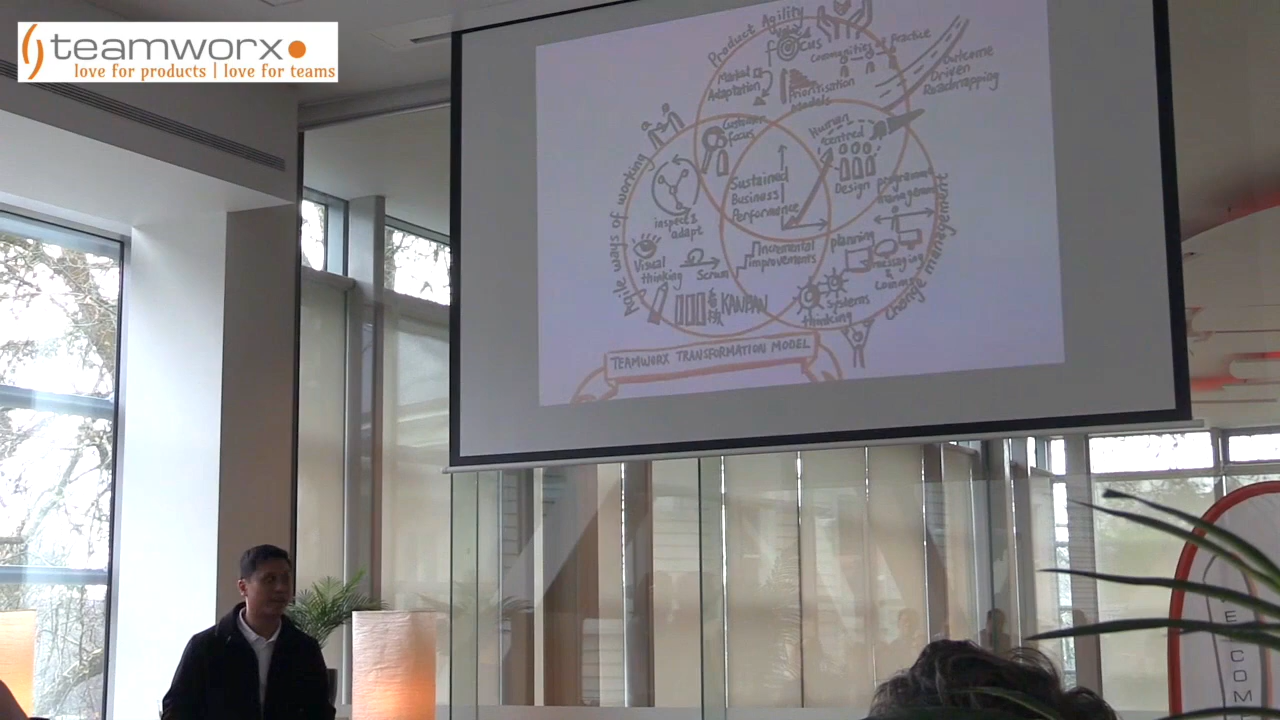 teamworx
love for products | love for teams
Product Agility
focus
Communities of Practice
Market
Adaptation
Prioritisation
models
Outcome
Driven
Roadmapping
Customer
focus
Human
centred
Design
Sustained
Business
Performance
Agile ways of working
inspect &
adapt
Visual
thinking
Scrum
KANBAN
Incremental
improvements
programme
management
planning
messaging
&
systems
thinking
Change management
TEAMWORX TRANSFORMATION MODEL
ECOM